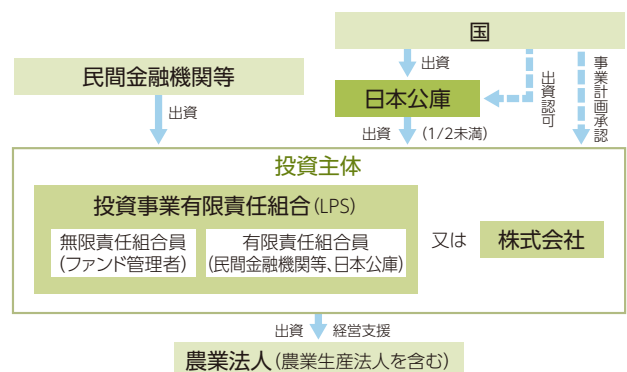 国
民間金融機関等
出資
出資
日本公庫
出資認可
事業計画承認
出資 (1/2未満)
投資主体
投資事業有限責任組合(LPS)
無限責任組合員
(ファンド管理者)
有限責任組合員
(民間金融機関等、日本公庫)
又は
株式会社
出資 経営支援
農業法人(農業生産法人を含む)